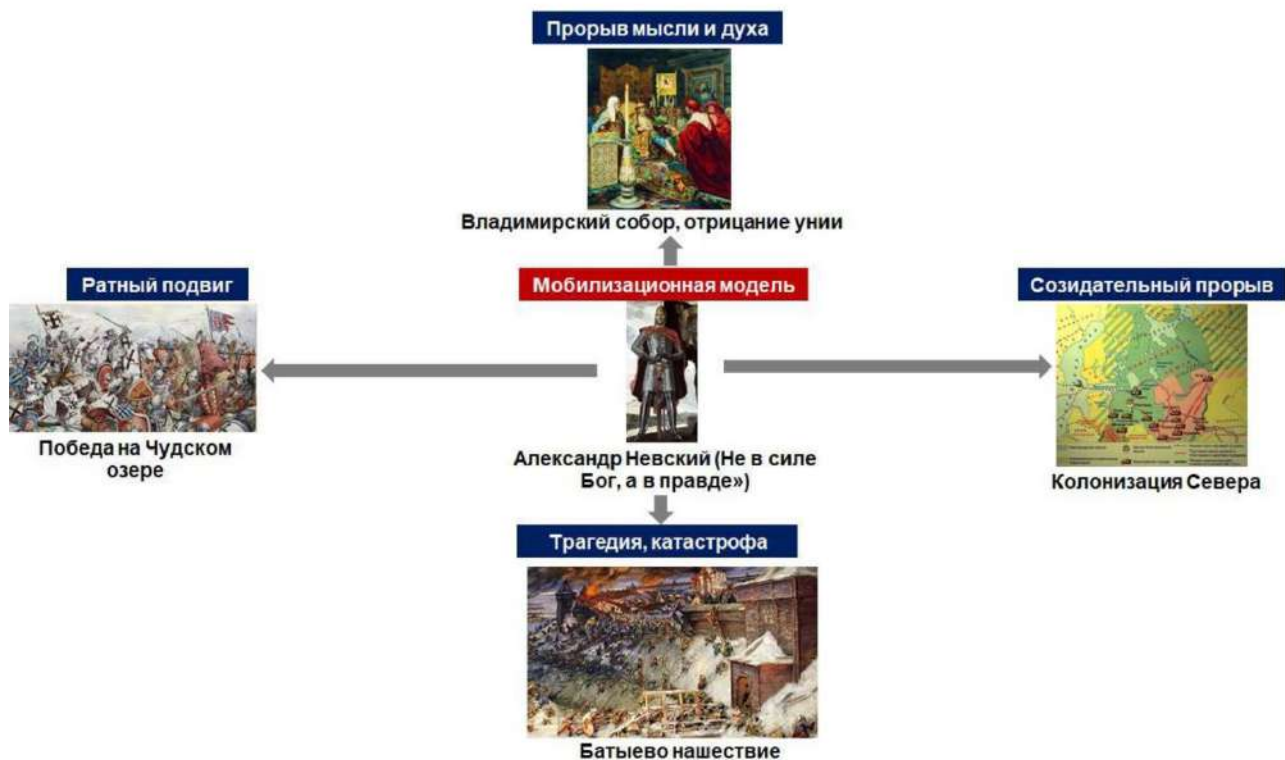 Прорыв мысли и духа
Владимирский собор, отрицание унии
Ратный подвиг
Мобилизационная модель
Созидательный прорыв
Победа на Чудском
озере
Александр Невский (Не в силе
Бог, а в правде»)
Колонизация Севера
Трагедия, катастрофа
Батыево нашествие